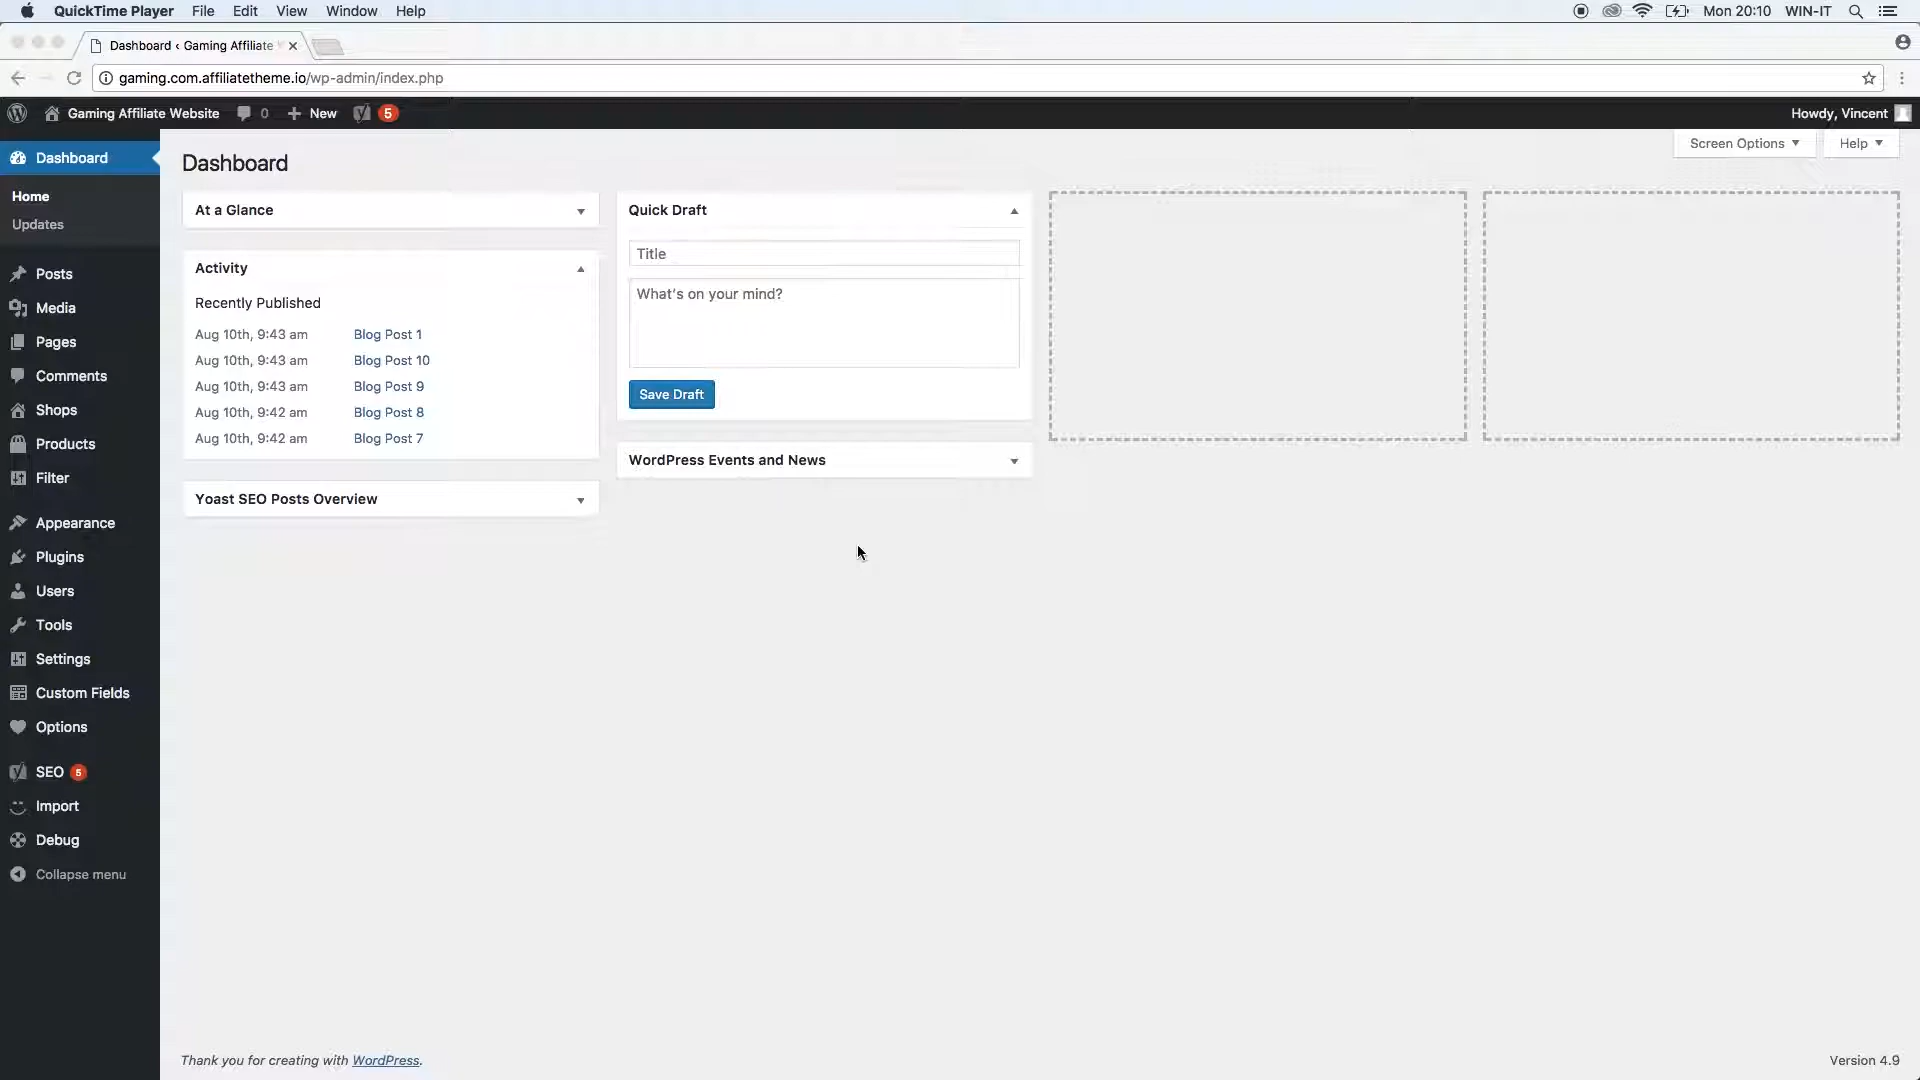 QuickTime Player File Edit View Window Help Mon 20:10 WIN-IT
Dashboard ‹ Gaming Affiliate
gaming.com.affiliatetheme.io/wp-admin/index.php
Gaming Affiliate Website 0 New 5 Howdy, Vincent
Screen Options Help
Dashboard
Home
Updates
Posts
Media
Pages
Comments
Shops
Products
Filter
Appearance
Plugins
Users
Tools
Settings
Custom Fields
Options
SEO 5
Import
Debug
Collapse menu
Dashboard
At a Glance
Activity
Recently Published
Aug 10th, 9:43 am Blog Post 1
Aug 10th, 9:43 am Blog Post 10
Aug 10th, 9:43 am Blog Post 9
Aug 10th, 9:42 am Blog Post 8
Aug 10th, 9:42 am Blog Post 7
Yoast SEO Posts Overview
Quick Draft
Title
What's on your mind?
Save Draft
WordPress Events and News
Thank you for creating with WordPress.
Version 4.9